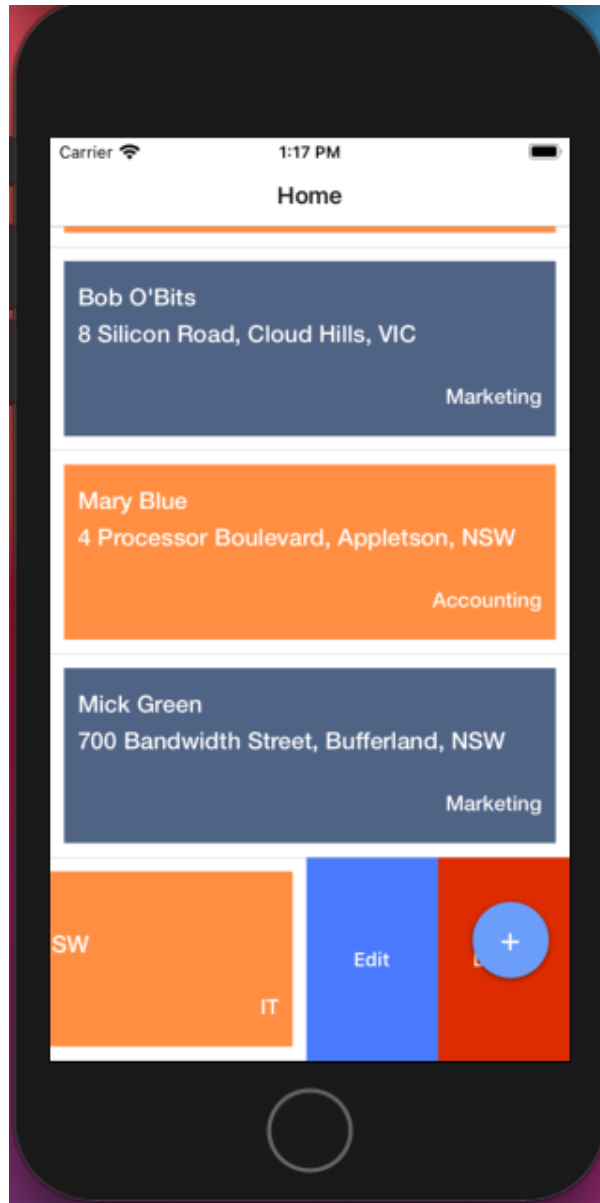 Carrier
1:17 PM
Home
Bob O'Bits
8 Silicon Road, Cloud Hills, VIC
Marketing
Mary Blue
4 Processor Boulevard, Appletson, NSW
Accounting
Mick Green
700 Bandwidth Street, Bufferland, NSW
Marketing
SW
IT
Edit
+